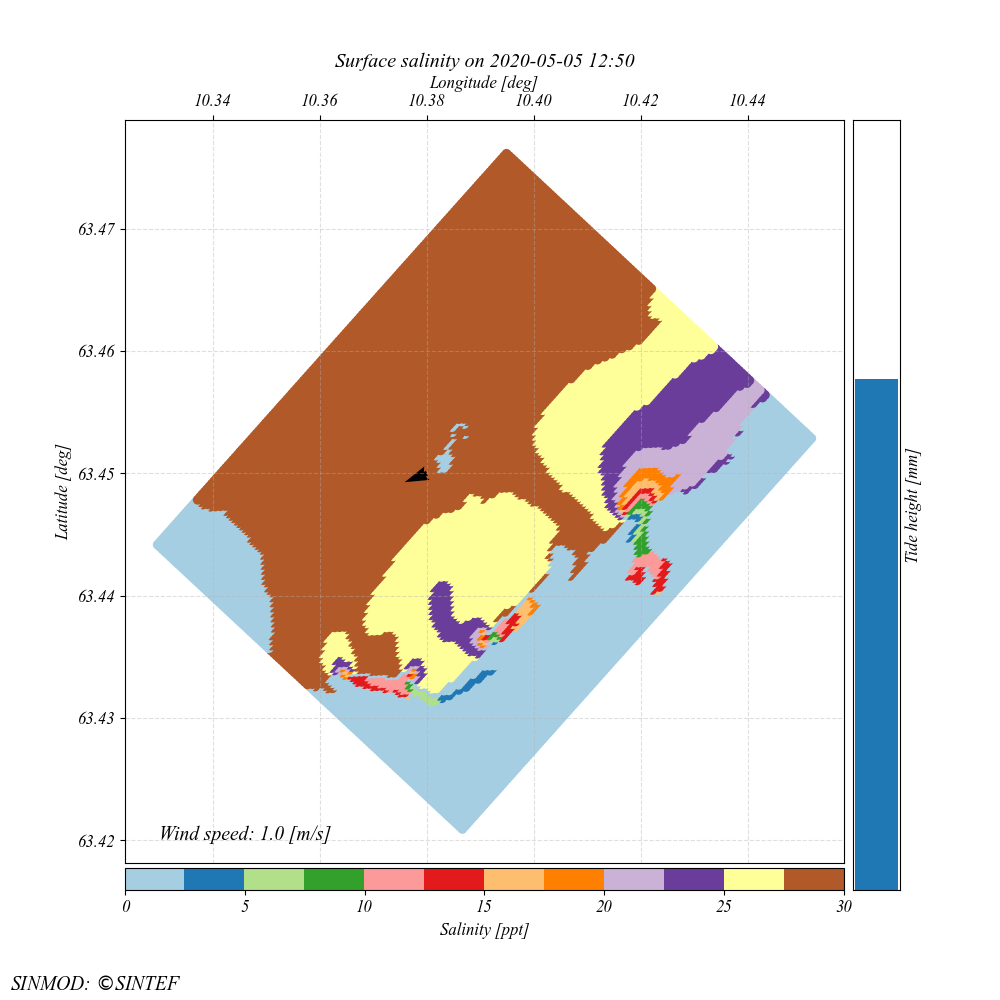 Surface salinity on 2020-05-05 12:50
Longitude [deg]
10.34 10.36 10.38 10.40 10.42 10.44
63.47
63.46
63.45
63.44
63.43
63.42
Latitude [deg]
Tide height [mm]
Wind speed: 1.0 [m/s]
0 5 10 15 20 25 30
Salinity [ppt]
SINMOD: ©SINTEF